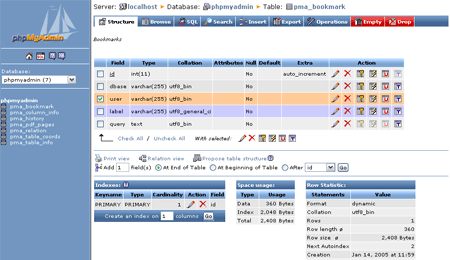 Server: localhost ▸ Database: phpmyadmin ▸ Table: pma_bookmark
Structure Browse SQL Search Insert Export Operations Empty Drop
phpMyAdmin
Bookmarks
Field Type Collation Attributes Null Default Extra Action
id int(11) No auto_increment
dbase varchar(255) utf8_bin No
user varchar(255) utf8_bin No
label varchar(255) utf8_general_ci No
query text utf8_bin No
Check All / Uncheck All With selected:
Database:
phpmyadmin (7)
phpmyadmin
pma_bookmark
pma_column_info
pma_history
pma_pdf_pages
pma_relation
pma_table_coords
pma_table_info
Print view Relation view Propose table structure
Add 1 field(s) At End of Table At Beginning of Table After id Go
Indexes:
Keyname Type Cardinality Action Field
PRIMARY PRIMARY 1 id
Create an index on 1 columns Go
Space usage:
Type Usage
Data 360 Bytes
Index 2,048 Bytes
Total 2,408 Bytes
Row Statistic:
Statements Value
Format dynamic
Collation utf8_bin
Rows 1
Row length ø 360
Row size ø 2,408 Bytes
Next Autoindex 2
Creation Jan 14, 2005 at 11:59